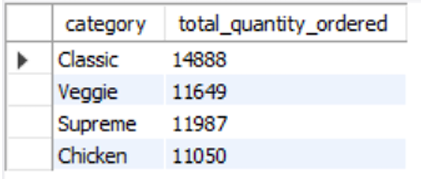 category total_quantity_ordered
Classic 14888
Veggie 11649
Supreme 11987
Chicken 11050